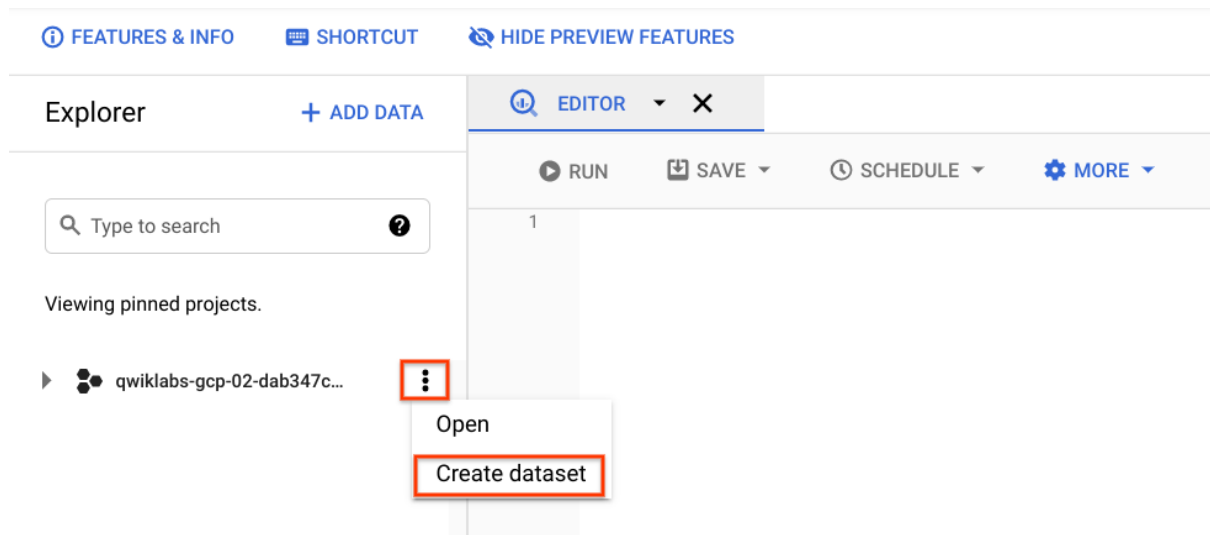 FEATURES & INFO SHORTCUT HIDE PREVIEW FEATURES
Explorer + ADD DATA
EDITOR
RUN SAVE SCHEDULE MORE
Type to search
1
Viewing pinned projects.
qwiklabs-gcp-02-dab347c...
Open
Create dataset